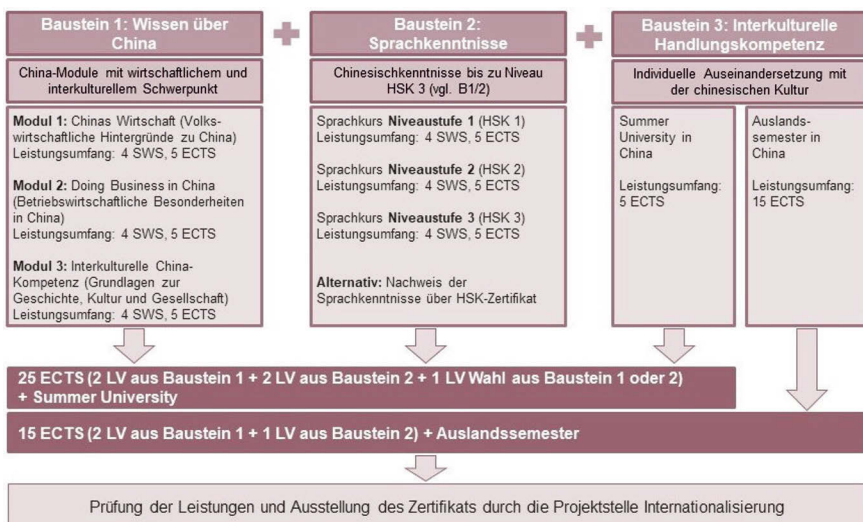 Baustein 1: Wissen über
China
China-Module mit wirtschaftlichem und
interkulturellem Schwerpunkt
Modul 1: Chinas Wirtschaft (Volks-
wirtschaftliche Hintergründe zu China)
Leistungsumfang: 4 SWS, 5 ECTS
Modul 2: Doing Business in China
(Betriebswirtschaftliche Besonderheiten
in China)
Leistungsumfang: 4 SWS, 5 ECTS
Modul 3: Interkulturelle China-
Kompetenz (Grundlagen zur
Geschichte, Kultur und Gesellschaft)
Leistungsumfang: 4 SWS, 5 ECTS
Baustein 2:
Sprachkenntnisse
Chinesischkenntnisse bis zu Niveau
HSK 3 (vgl. B1/2)
Sprachkurs Niveaustufe 1 (HSK 1)
Leistungsumfang: 4 SWS, 5 ECTS
Sprachkurs Niveaustufe 2 (HSK 2)
Leistungsumfang: 4 SWS, 5 ECTS
Sprachkurs Niveaustufe 3 (HSK 3)
Leistungsumfang: 4 SWS, 5 ECTS
Alternativ: Nachweis der
Sprachkenntnisse über HSK-Zertifikat
Baustein 3: Interkulturelle
Handlungskompetenz
Individuelle Auseinandersetzung mit
der chinesischen Kultur
Summer
University in
China
Leistungsumfang:
5 ECTS
Auslands-
semester in
China
Leistungsumfang:
15 ECTS
25 ECTS (2 LV aus Baustein 1 + 2 LV aus Baustein 2 + 1 LV Wahl aus Baustein 1 oder 2)
+ Summer University
15 ECTS (2 LV aus Baustein 1 + 1 LV aus Baustein 2) + Auslandssemester
Prüfung der Leistungen und Ausstellung des Zertifikats durch die Projektstelle Internationalisierung